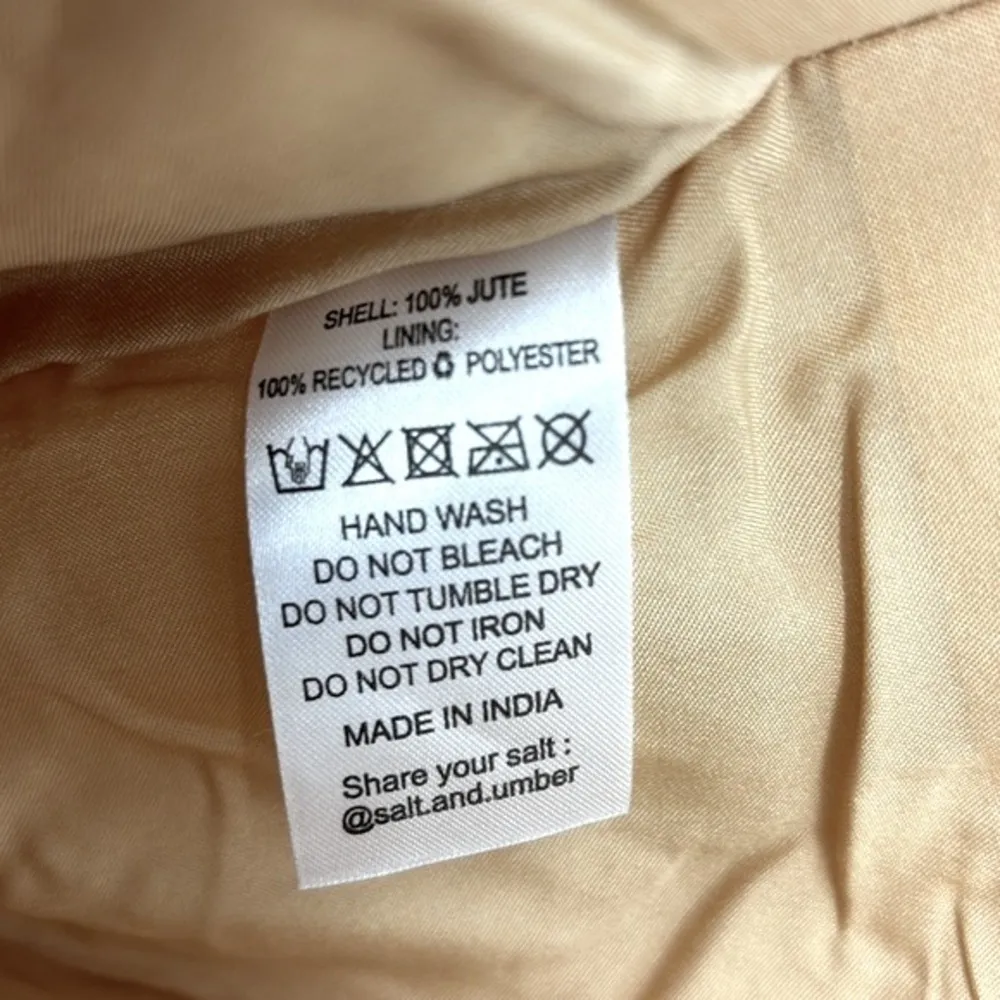 SHELL: 100% JUTE
LINING:
100% RECYCLED ♻ POLYESTER
HAND WASH
DO NOT BLEACH
DO NOT TUMBLE DRY
DO NOT IRON
DO NOT DRY CLEAN
MADE IN INDIA
Share your salt :
@salt.and.umber